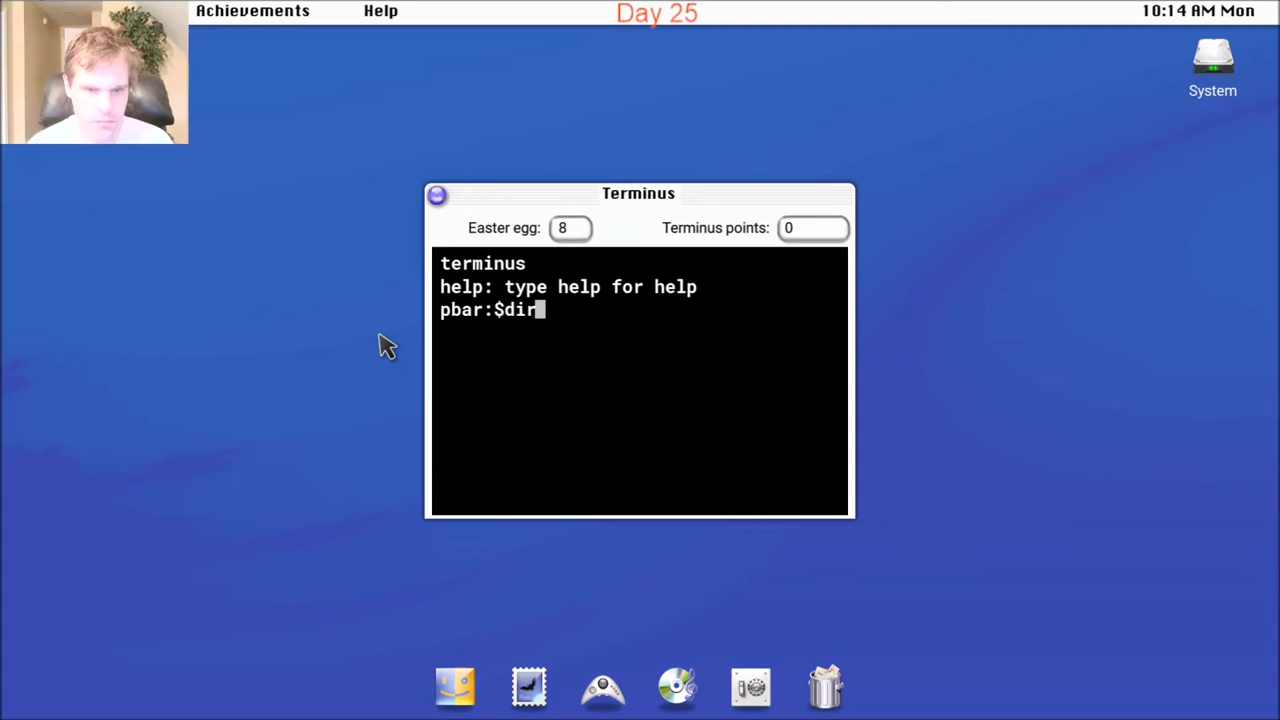 Achievements Help Day 25 10:14 AM Mon
System
Terminus
Easter egg: 8 Terminus points: 0
terminus
help: type help for help
pbar:$dir